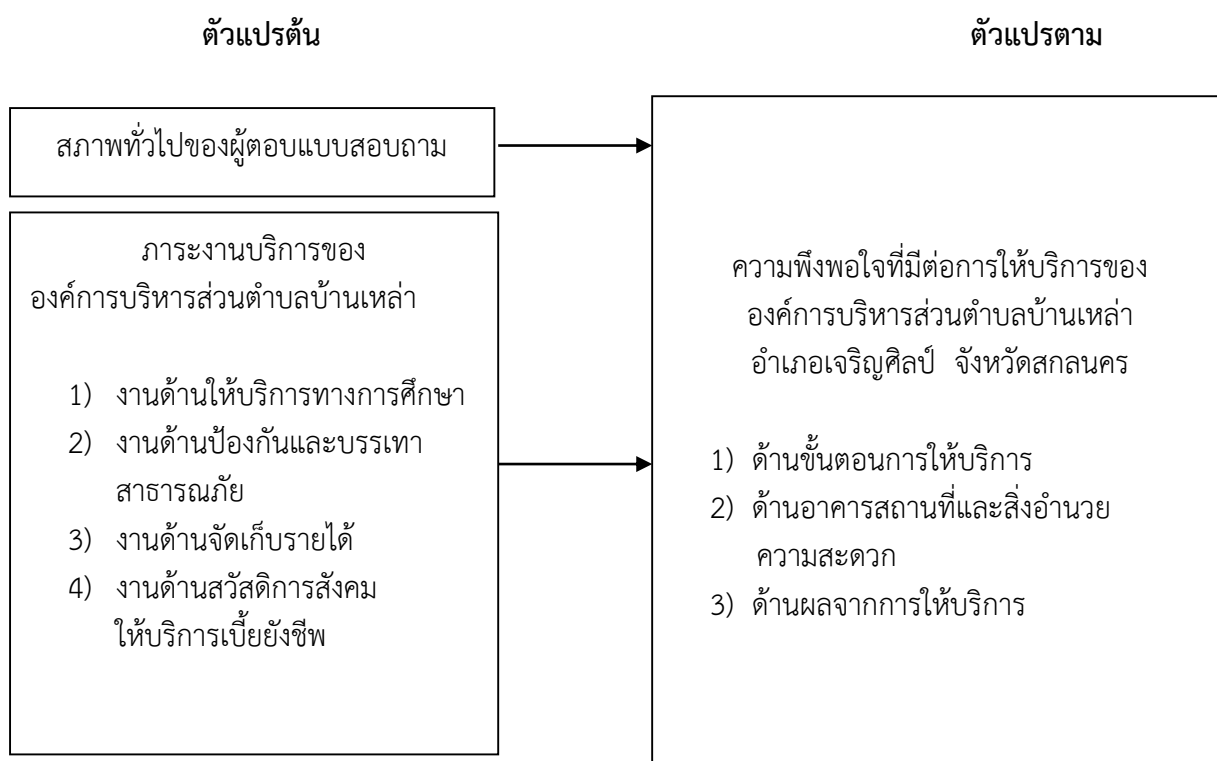 ตัวแปรต้น
ตัวแปรตาม
สภาพทั่วไปของผู้ตอบแบบสอบถาม
ภาระงานบริการของ
องค์การบริหารส่วนตำบลบ้านเหล่า
1) งานด้านให้บริการทางการศึกษา
2) งานด้านป้องกันและบรรเทา
สาธารณภัย
3) งานด้านจัดเก็บรายได้
4) งานด้านสวัสดิการสังคม
ให้บริการเบี้ยยังชีพ
ความพึงพอใจที่มีต่อการให้บริการของ
องค์การบริหารส่วนตำบลบ้านเหล่า
อำเภอเจริญศิลป์ จังหวัดสกลนคร
1) ด้านขั้นตอนการให้บริการ
2) ด้านอาคารสถานที่และสิ่งอำนวย
ความสะดวก
3) ด้านผลจากการให้บริการ